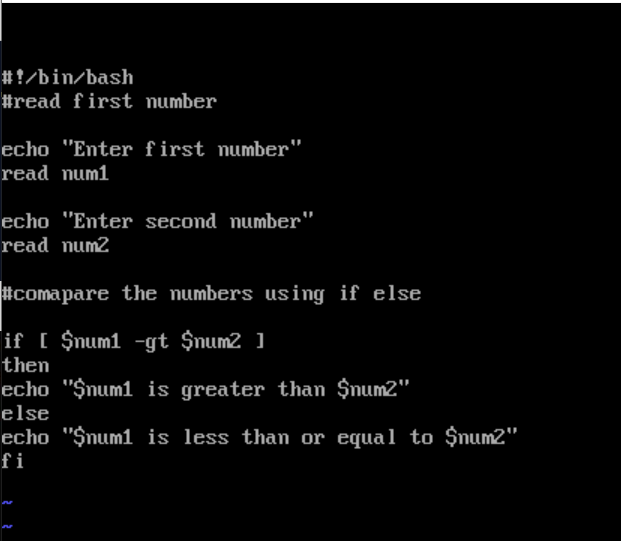 #!/bin/bash
#read first number
echo "Enter first number"
read num1
echo "Enter second number"
read num2
#comapare the numbers using if else
if [ $num1 -gt $num2 ]
then
echo "$num1 is greater than $num2"
else
echo "$num1 is less than or equal to $num2"
fi
~
~